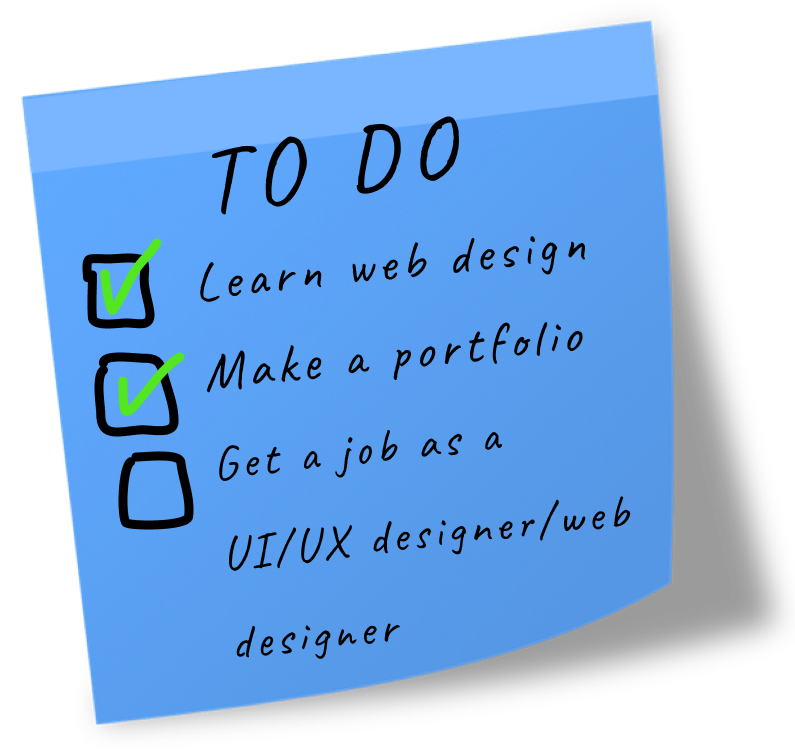 TO DO
Learn web design
Make a portfolio
Get a job as a
UI/UX designer/web
designer